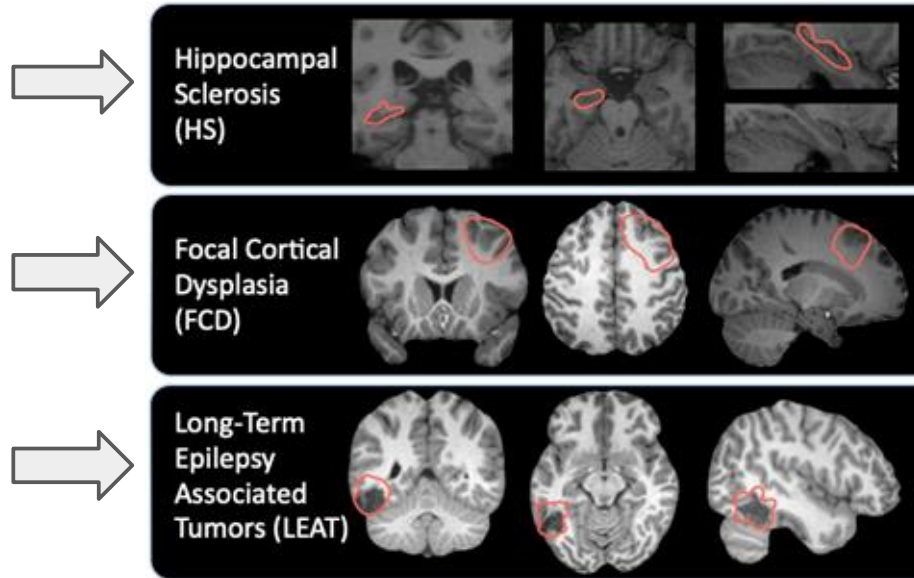 Hippocampal
Sclerosis
(HS)
Focal Cortical
Dysplasia
(FCD)
Long-Term
Epilepsy
Associated
Tumors (LEAT)